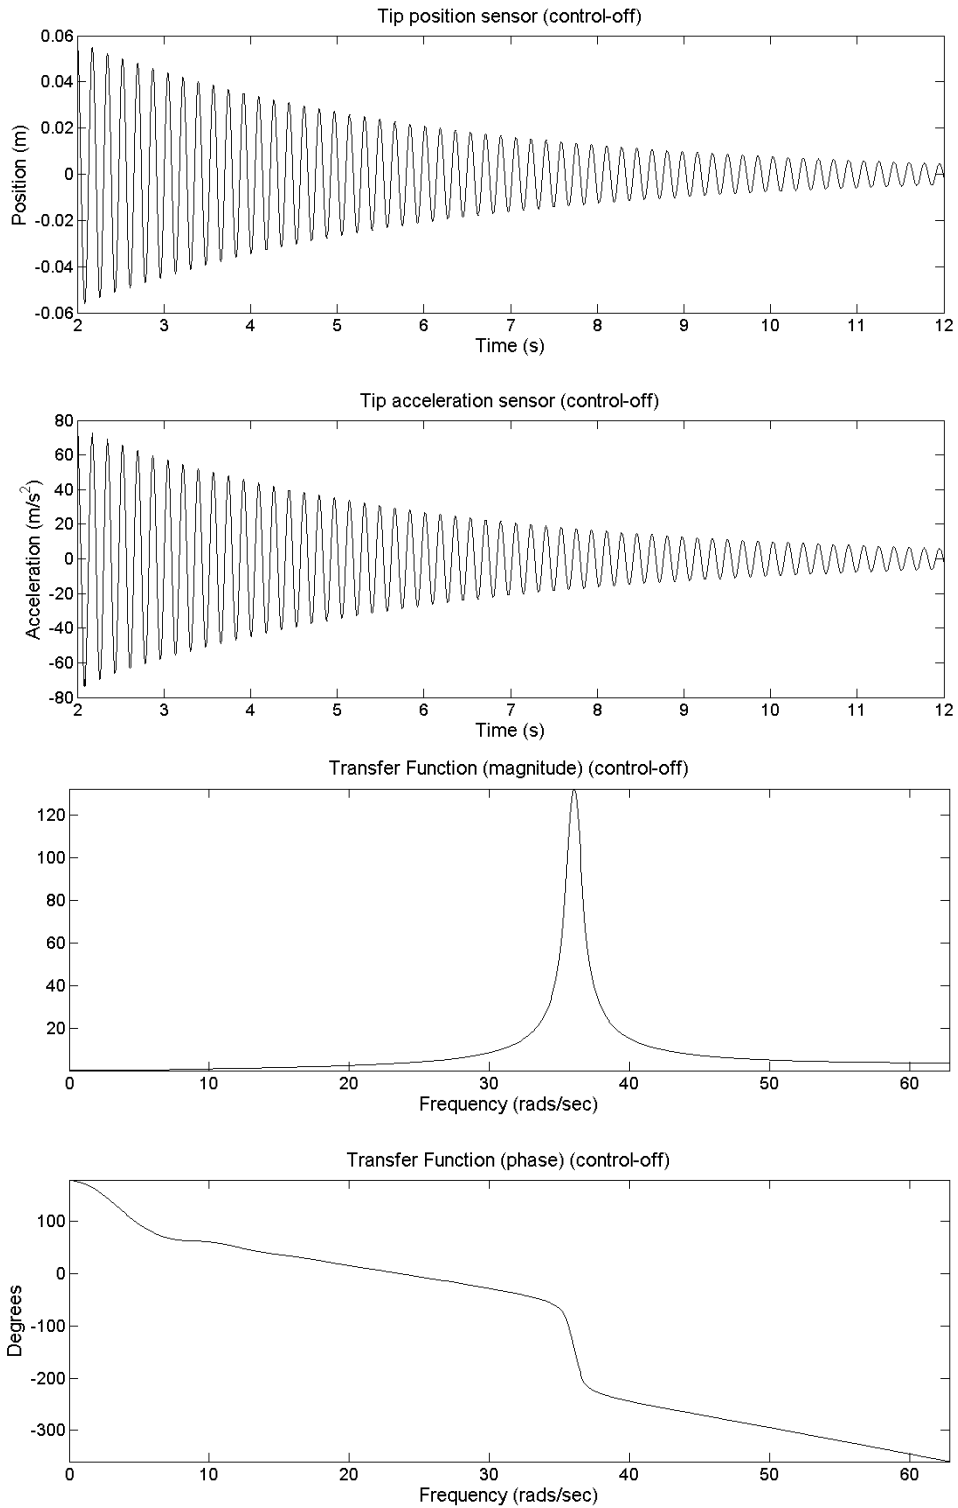 Tip position sensor (control-off)
0.06
0.04
0.02
0
-0.02
-0.04
-0.06
Position (m)
2 3 4 5 6 7 8 9 10 11 12
Time (s)
Tip acceleration sensor (control-off)
80
60
40
20
0
-20
-40
-60
-80
Acceleration (m/s²)
2 3 4 5 6 7 8 9 10 11 12
Time (s)
Transfer Function (magnitude) (control-off)
120
100
80
60
40
20
0 10 20 30 40 50 60
Frequency (rads/sec)
Transfer Function (phase) (control-off)
100
0
-100
-200
-300
Degrees
0 10 20 30 40 50 60
Frequency (rads/sec)